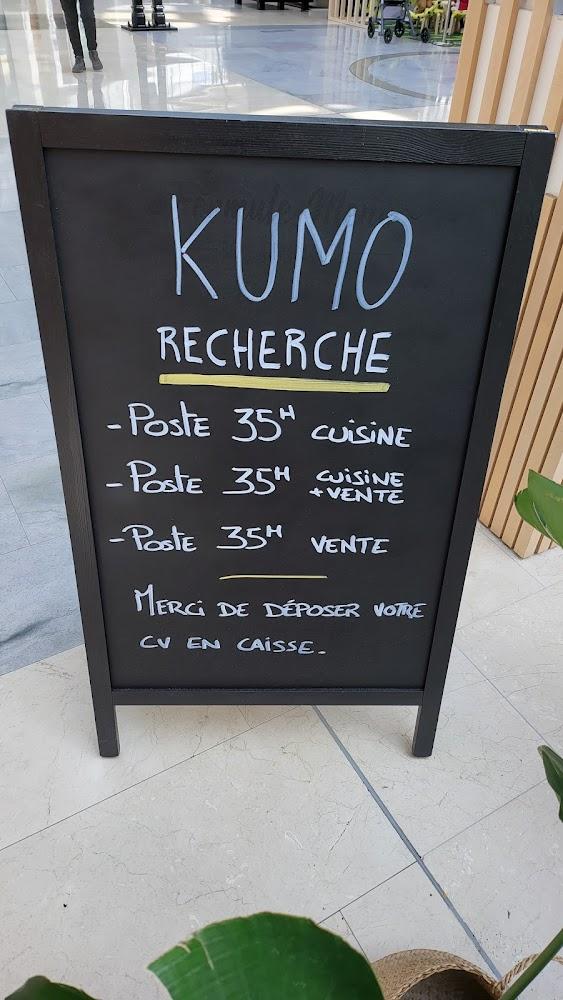 KUMO
RECHERCHE
- Poste 35H CUISINE
- Poste 35H CUISINE + VENTE
- Poste 35H VENTE
MERCI DE DÉPOSER VOTRE
CV EN CAISSE.